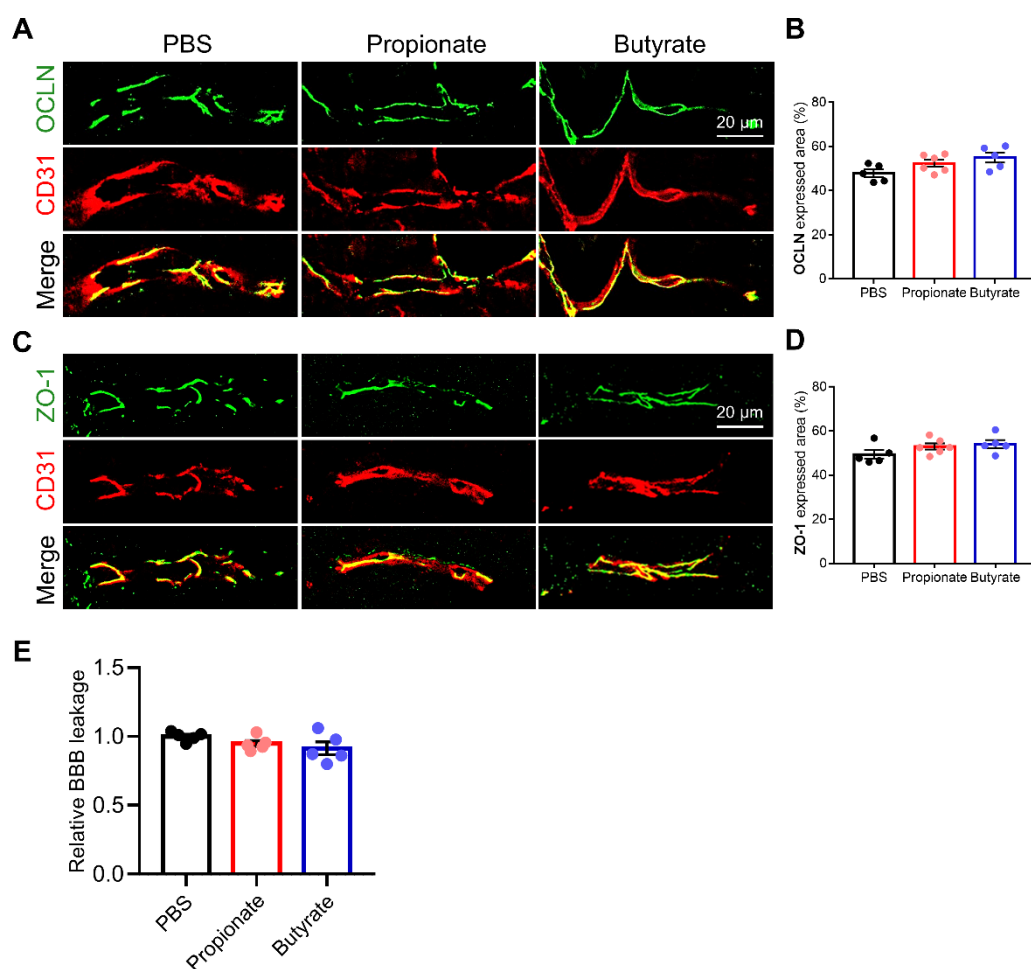 A
PBS
Propionate
Butyrate
OCLN
20 μm
CD31
Merge
B
OCLN expressed area (%)
80
60
40
20
0
PBS
Propionate
Butyrate
C
ZO-1
20 μm
CD31
Merge
D
ZO-1 expressed area (%)
80
60
40
20
0
PBS
Propionate
Butyrate
E
Relative BBB leakage
1.5
1.0
0.5
0.0
PBS
Propionate
Butyrate